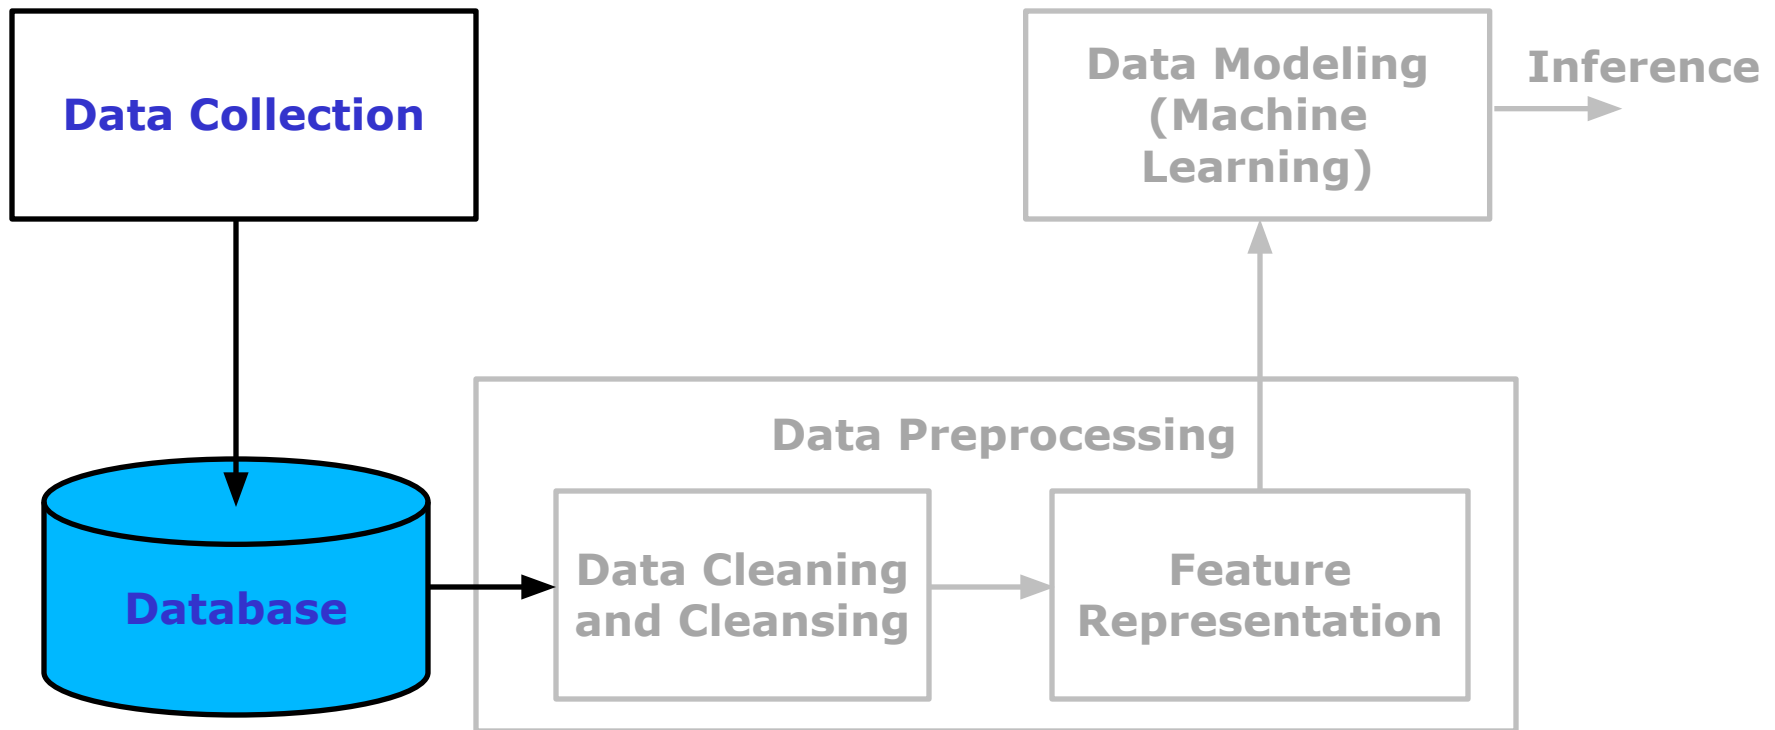 Data Collection
Data Modeling
(Machine
Learning)
Inference
Data Preprocessing
Database
Data Cleaning
and Cleansing
Feature
Representation